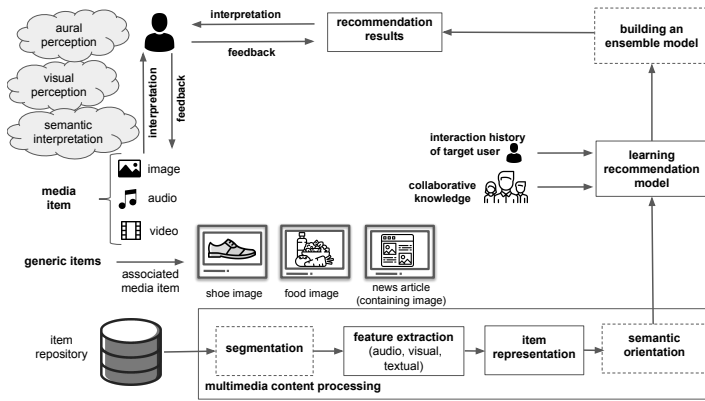 aural
perception
visual
perception
semantic
interpretation
interpretation
feedback
interpretation
feedback
recommendation
results
building an
ensemble model
interaction history
of target user
collaborative
knowledge
learning
recommendation
model
media
item
image
audio
video
generic items
associated
media item
shoe image
food image
news article
(containing image)
item
repository
segmentation
feature extraction
(audio, visual,
textual)
item
representation
semantic
orientation
multimedia content processing